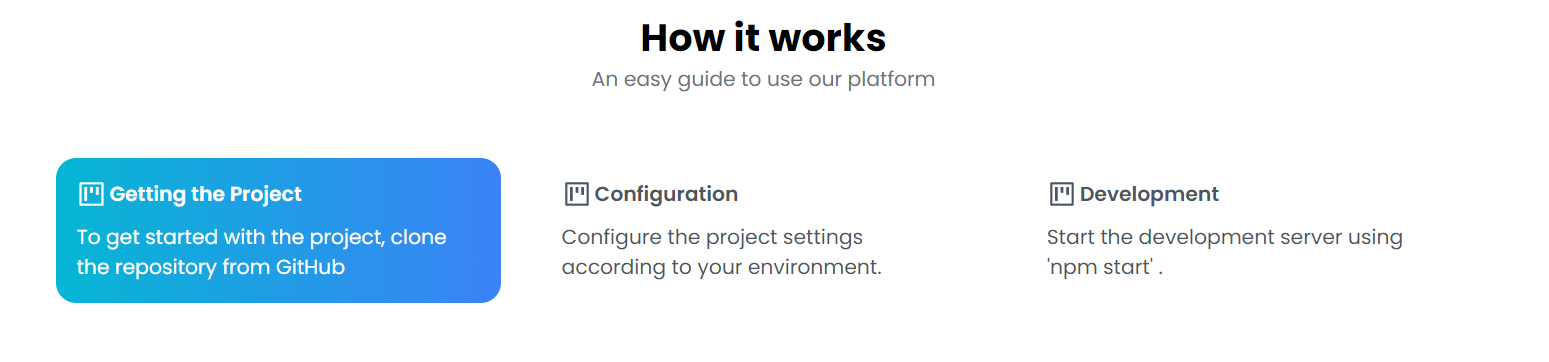 How it works
An easy guide to use our platform
Getting the Project
To get started with the project, clone
the repository from GitHub
Configuration
Configure the project settings
according to your environment.
Development
Start the development server using
'npm start' .